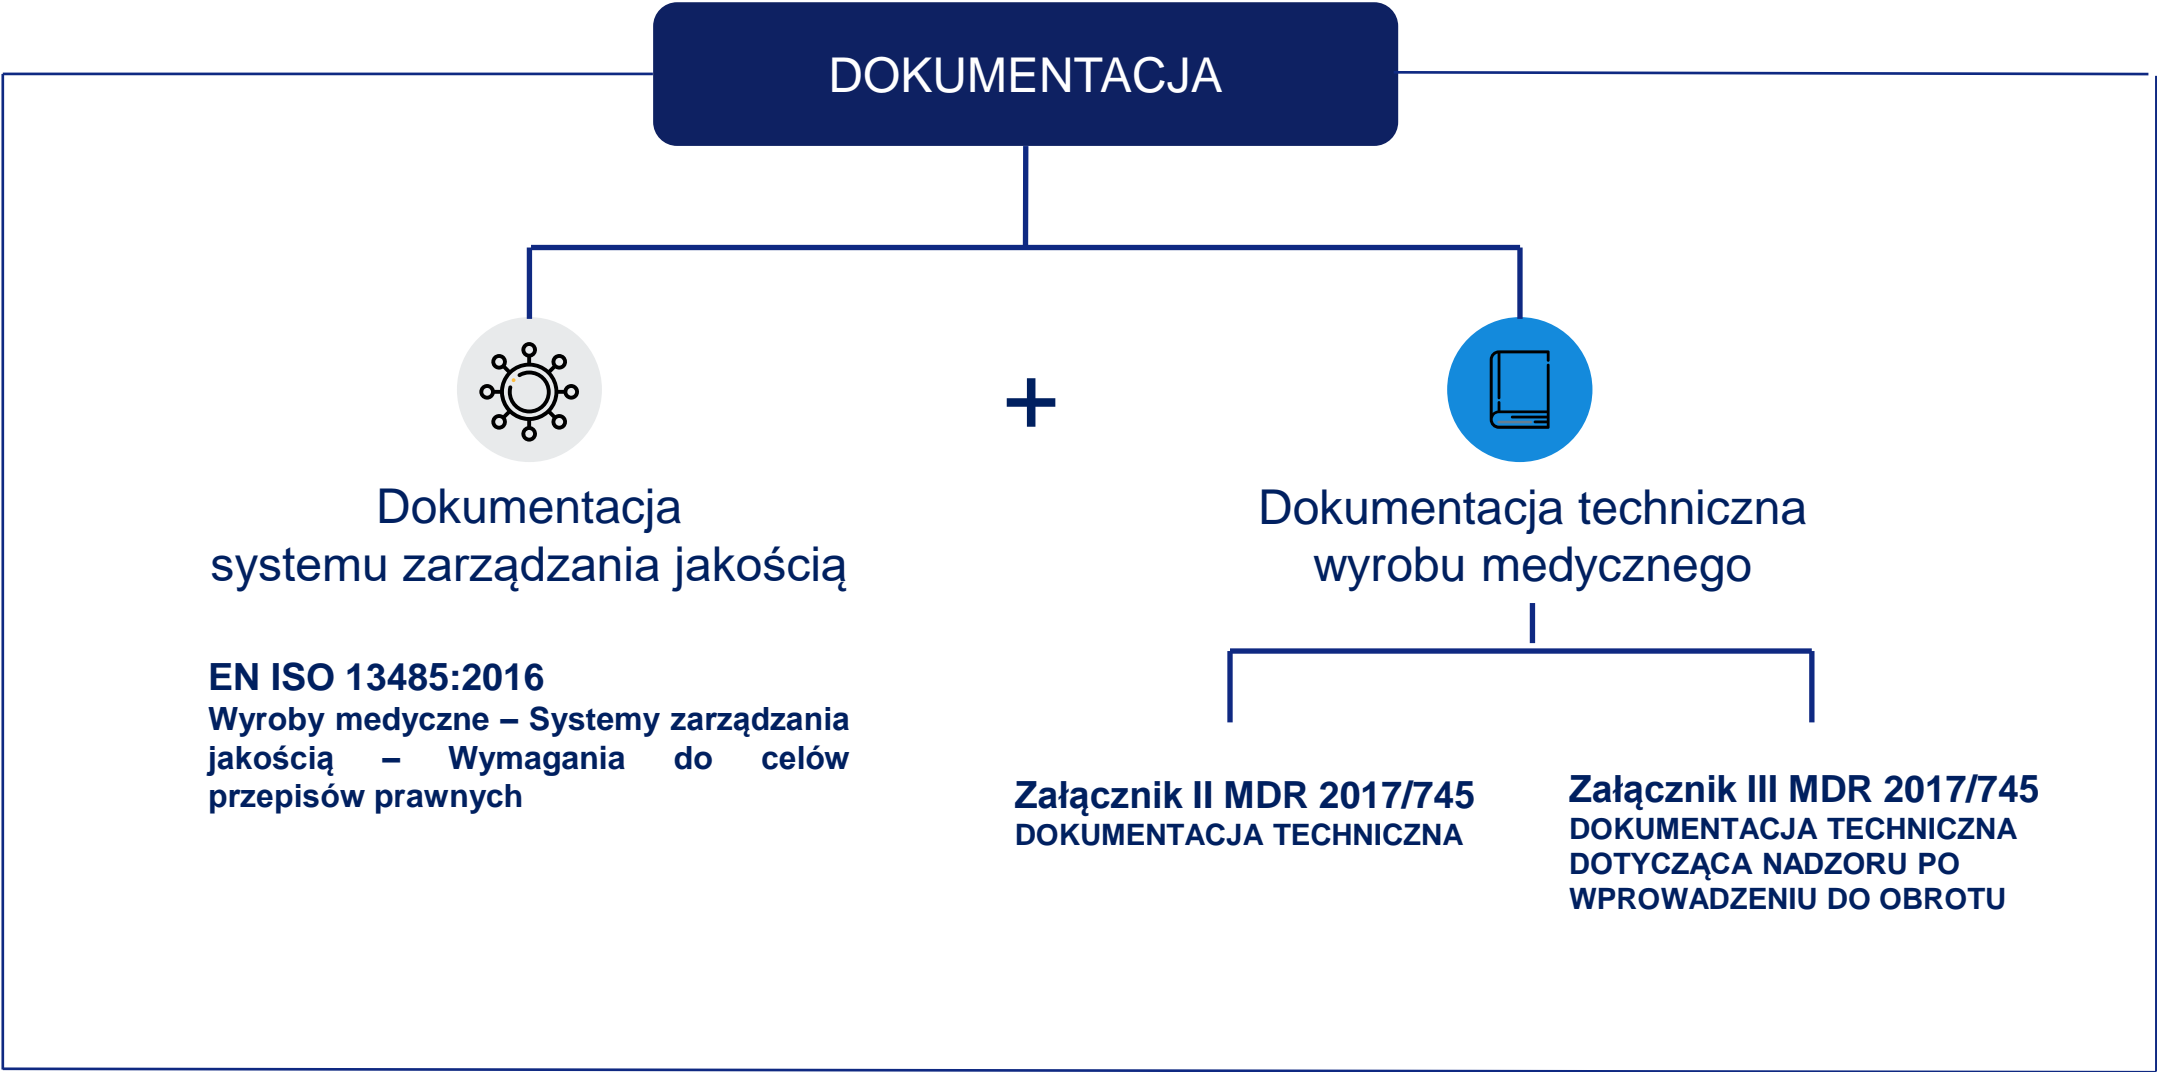 DOKUMENTACJA
+
Dokumentacja
systemu zarządzania jakością
EN ISO 13485:2016
Wyroby medyczne – Systemy zarządzania
jakością – Wymagania do celów
przepisów prawnych
Dokumentacja techniczna
wyrobu medycznego
Załącznik II MDR 2017/745
DOKUMENTACJA TECHNICZNA
Załącznik III MDR 2017/745
DOKUMENTACJA TECHNICZNA
DOTYCZĄCA NADZORU PO
WPROWADZENIU DO OBROTU